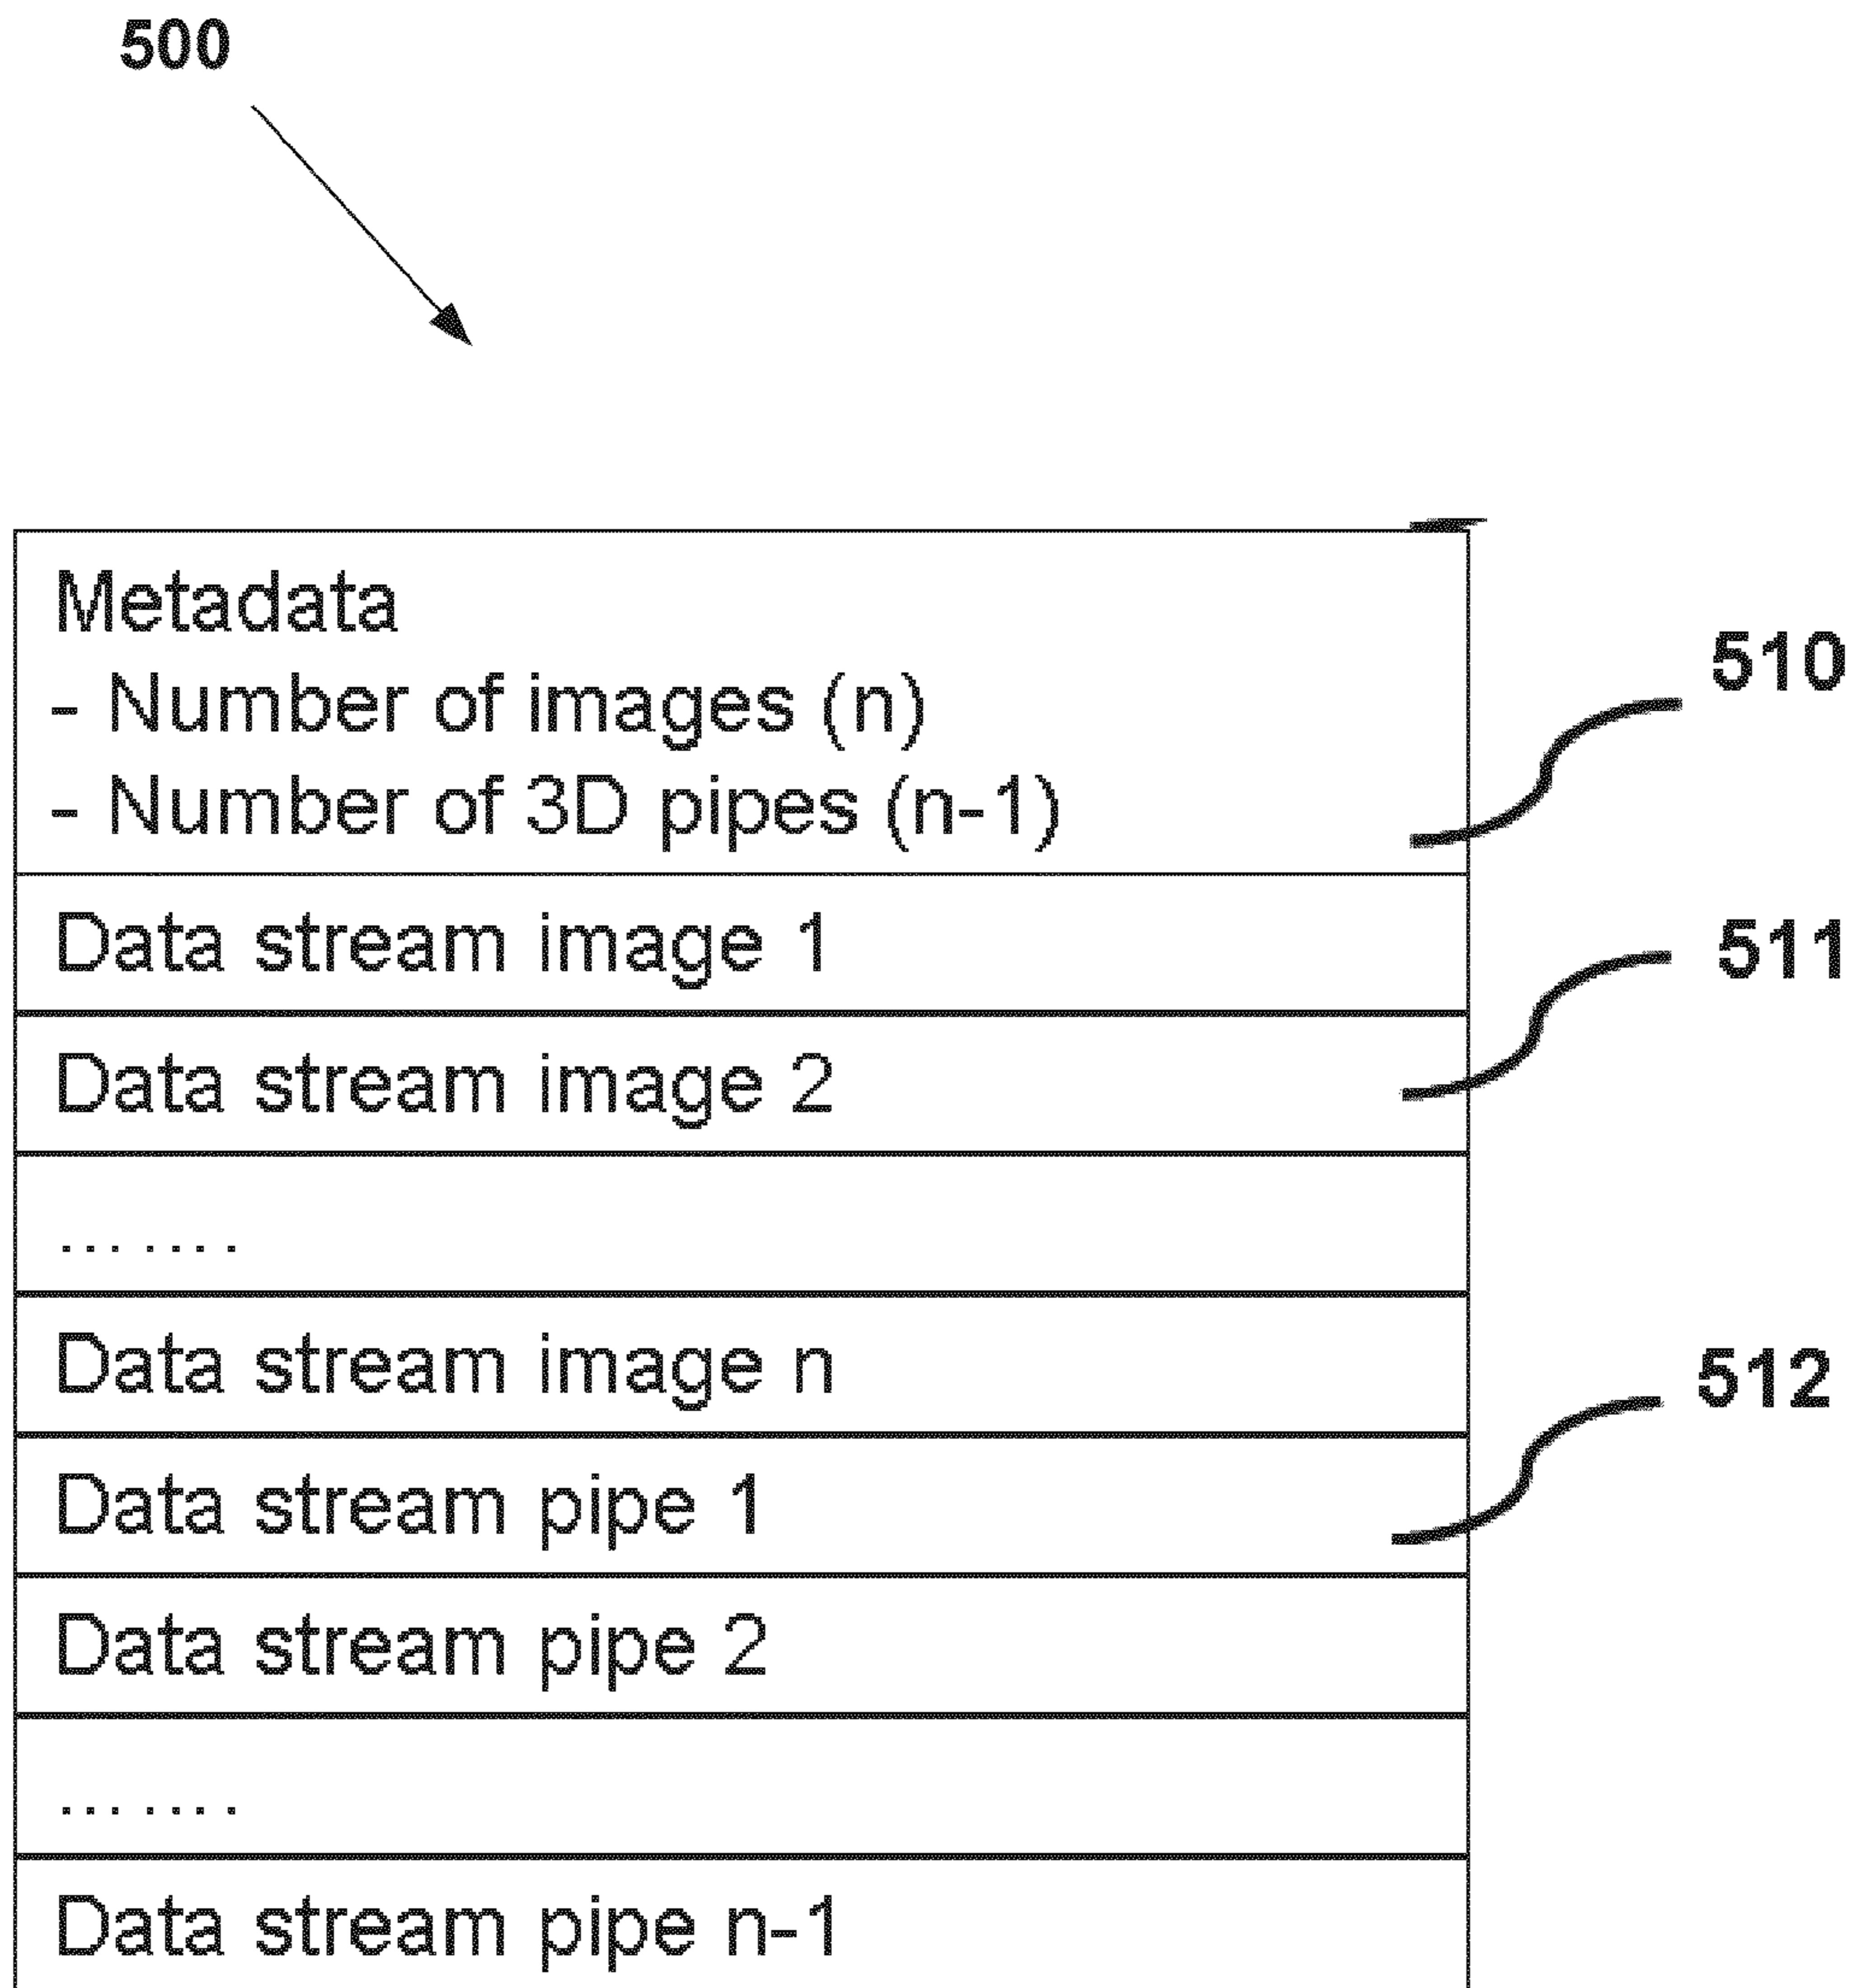 500
Metadata
- Number of images (n)
- Number of 3D pipes (n-1)
510
Data stream image 1
511
Data stream image 2
.......
Data stream image n
512
Data stream pipe 1
Data stream pipe 2
.......
Data stream pipe n-1